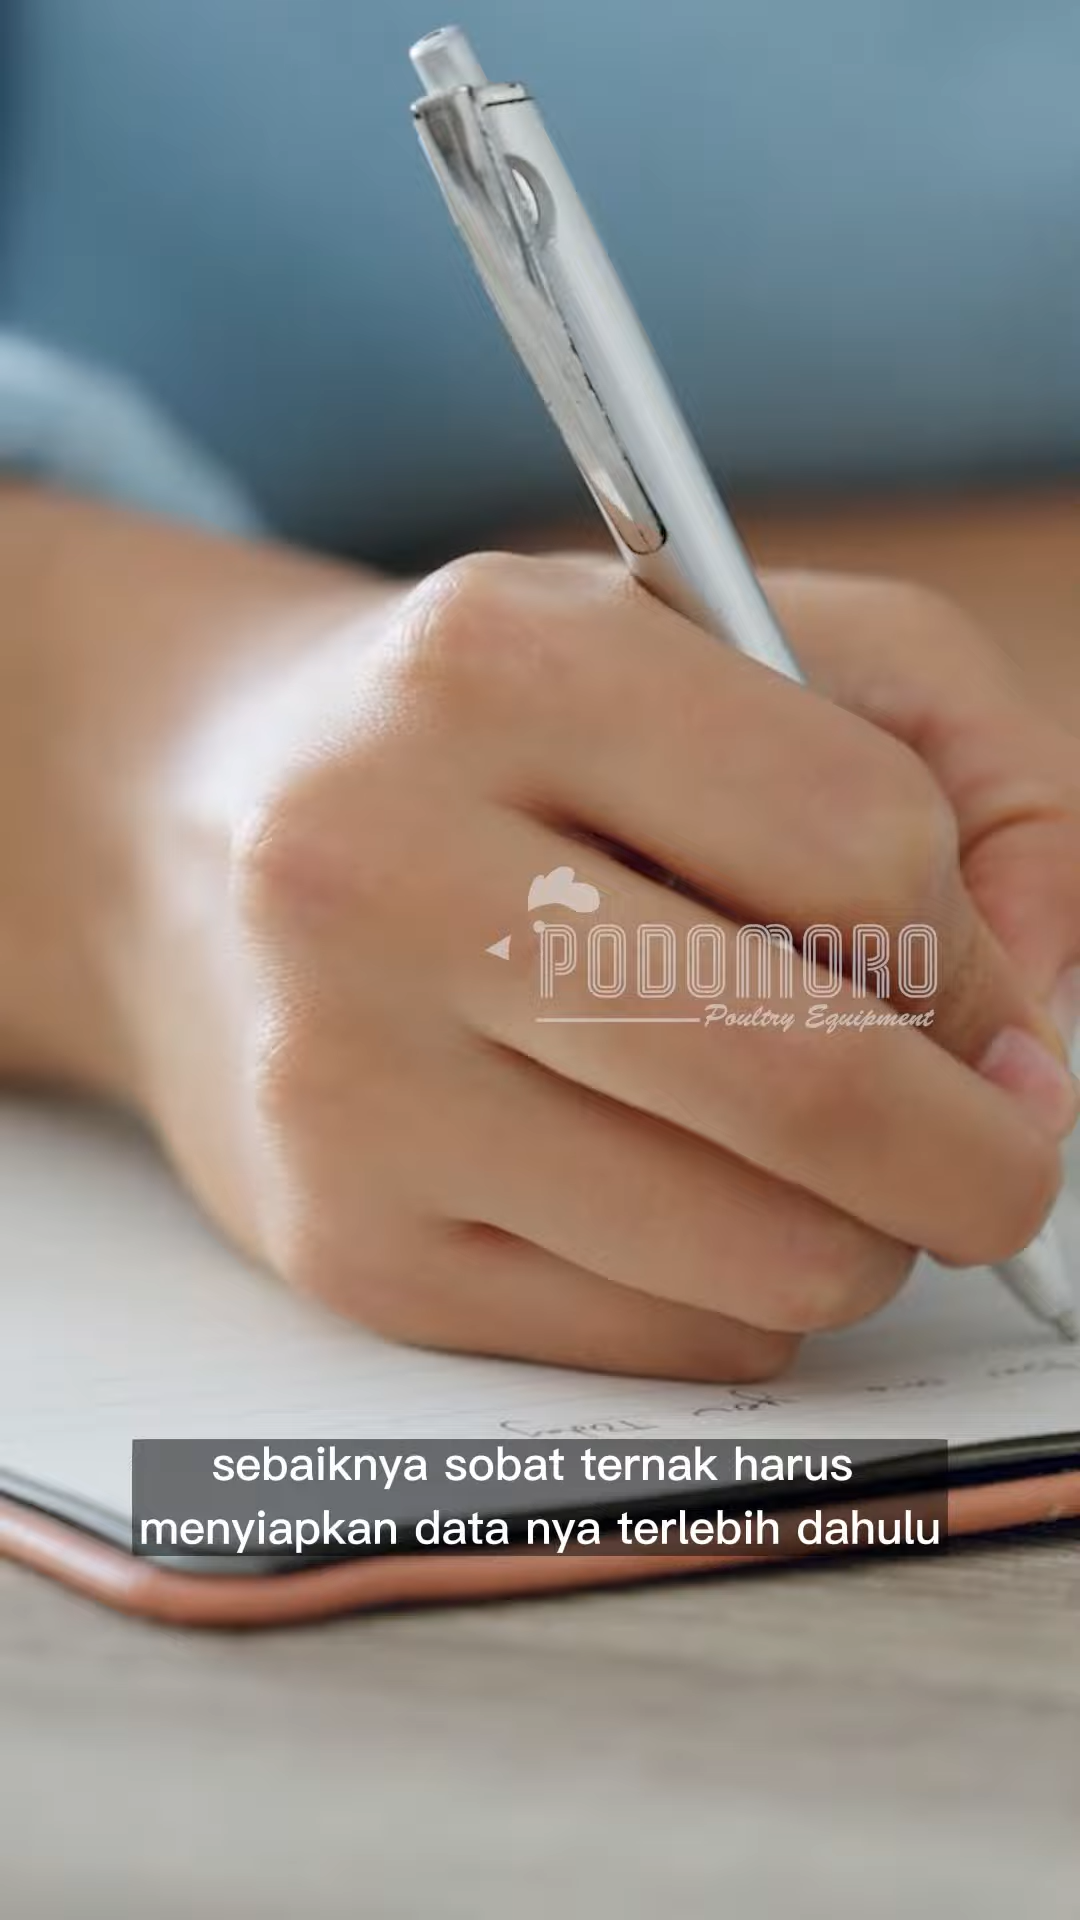 PODOMORO
Poultry Equipment
sebaiknya sobat ternak harus
menyiapkan data nya terlebih dahulu